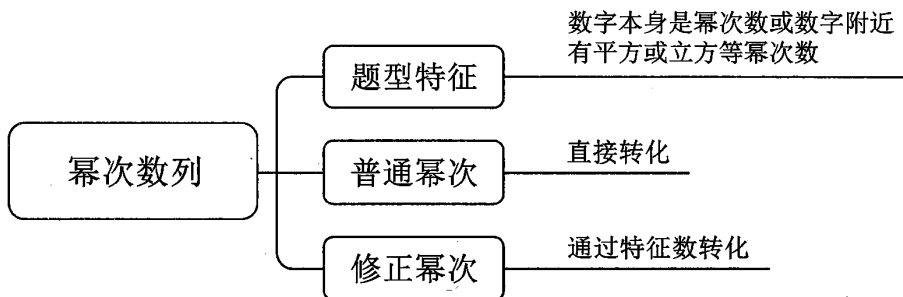 幂次数列
题型特征
数字本身是幂次数或数字附近
有平方或立方等幂次数
普通幂次
直接转化
修正幂次
通过特征数转化